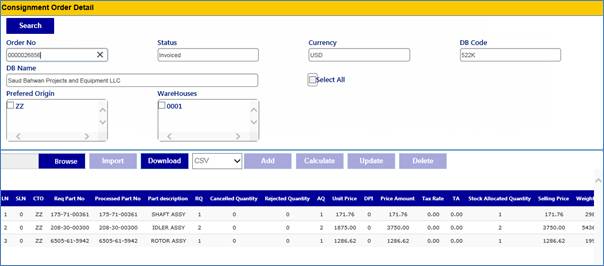 Consignment Order Detail
Search
Order No Status Currency DB Code
0000026856 Invoiced USD 522K
DB Name
Saud Bahwan Projects and Equipment LLC Select All
Prefered Origin WareHouses
ZZ 0001
Browse Import Download CSV Add Calculate Update Delete
LN SLN CTO Req Part No Processed Part No Part description RQ Cancelled Quantity Rejected Quantity AQ Unit Price DPI Price Amount Tax Rate TA Stock Allocated Quantity Selling Price Weight
1 0 ZZ 175-71-00361 175-71-00361 SHAFT ASSY 1 0 0 1 171.76 0 171.76 0.00 0.00 1 171.76 298
2 0 ZZ 208-30-00300 208-30-00300 IDLER ASSY 2 0 0 2 1875.00 0 3750.00 0.00 0.00 2 3750.00 5436
3 0 ZZ 6505-61-5942 6505-61-5942 ROTOR ASSY 1 0 0 1 1286.62 0 1286.62 0.00 0.00 1 1286.62 195